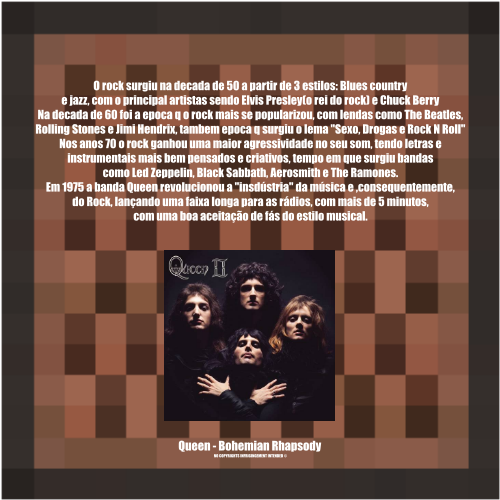 O rock surgiu na decada de 50 a partir de 3 estilos: Blues country
e jazz, com o principal artistas sendo Elvis Presley(o rei do rock) e Chuck Berry
Na decada de 60 foi a epoca q o rock mais se popularizou, com lendas como The Beatles,
Rolling Stones e Jimi Hendrix, tambem epoca q surgiu o lema "Sexo, Drogas e Rock N Roll"
Nos anos 70 o rock ganhou uma maior agressividade no seu som, tendo letras e
instrumentais mais bem pensados e criativos, tempo em que surgiu bandas
como Led Zeppelin, Black Sabbath, Aerosmith e The Ramones.
Em 1975 a banda Queen revolucionou a "insdústria" da música e ,consequentemente,
do Rock, lançando uma faixa longa para as rádios, com mais de 5 minutos,
com uma boa aceitação de fás do estilo musical.
Queen II
Queen - Bohemian Rhapsody
NO COPYRIGHTS INFRINGEMENT INTENDED ©